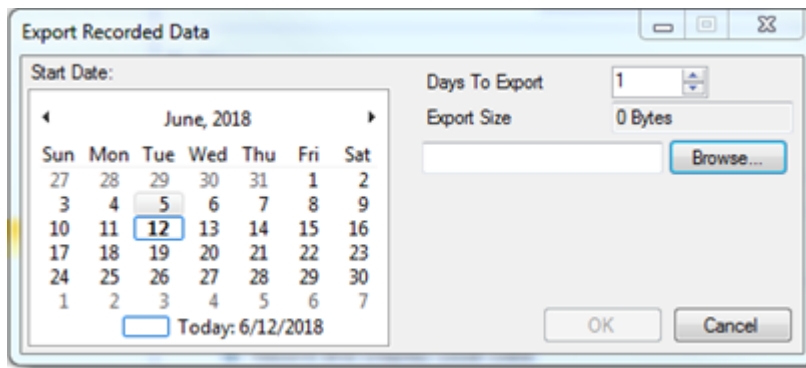 Export Recorded Data
Start Date:
June, 2018
Sun Mon Tue Wed Thu Fri Sat
27 28 29 30 31 1 2
3 4 5 6 7 8 9
10 11 12 13 14 15 16
17 18 19 20 21 22 23
24 25 26 27 28 29 30
1 2 3 4 5 6 7
Today: 6/12/2018
Days To Export 1
Export Size 0 Bytes
Browse...
OK Cancel